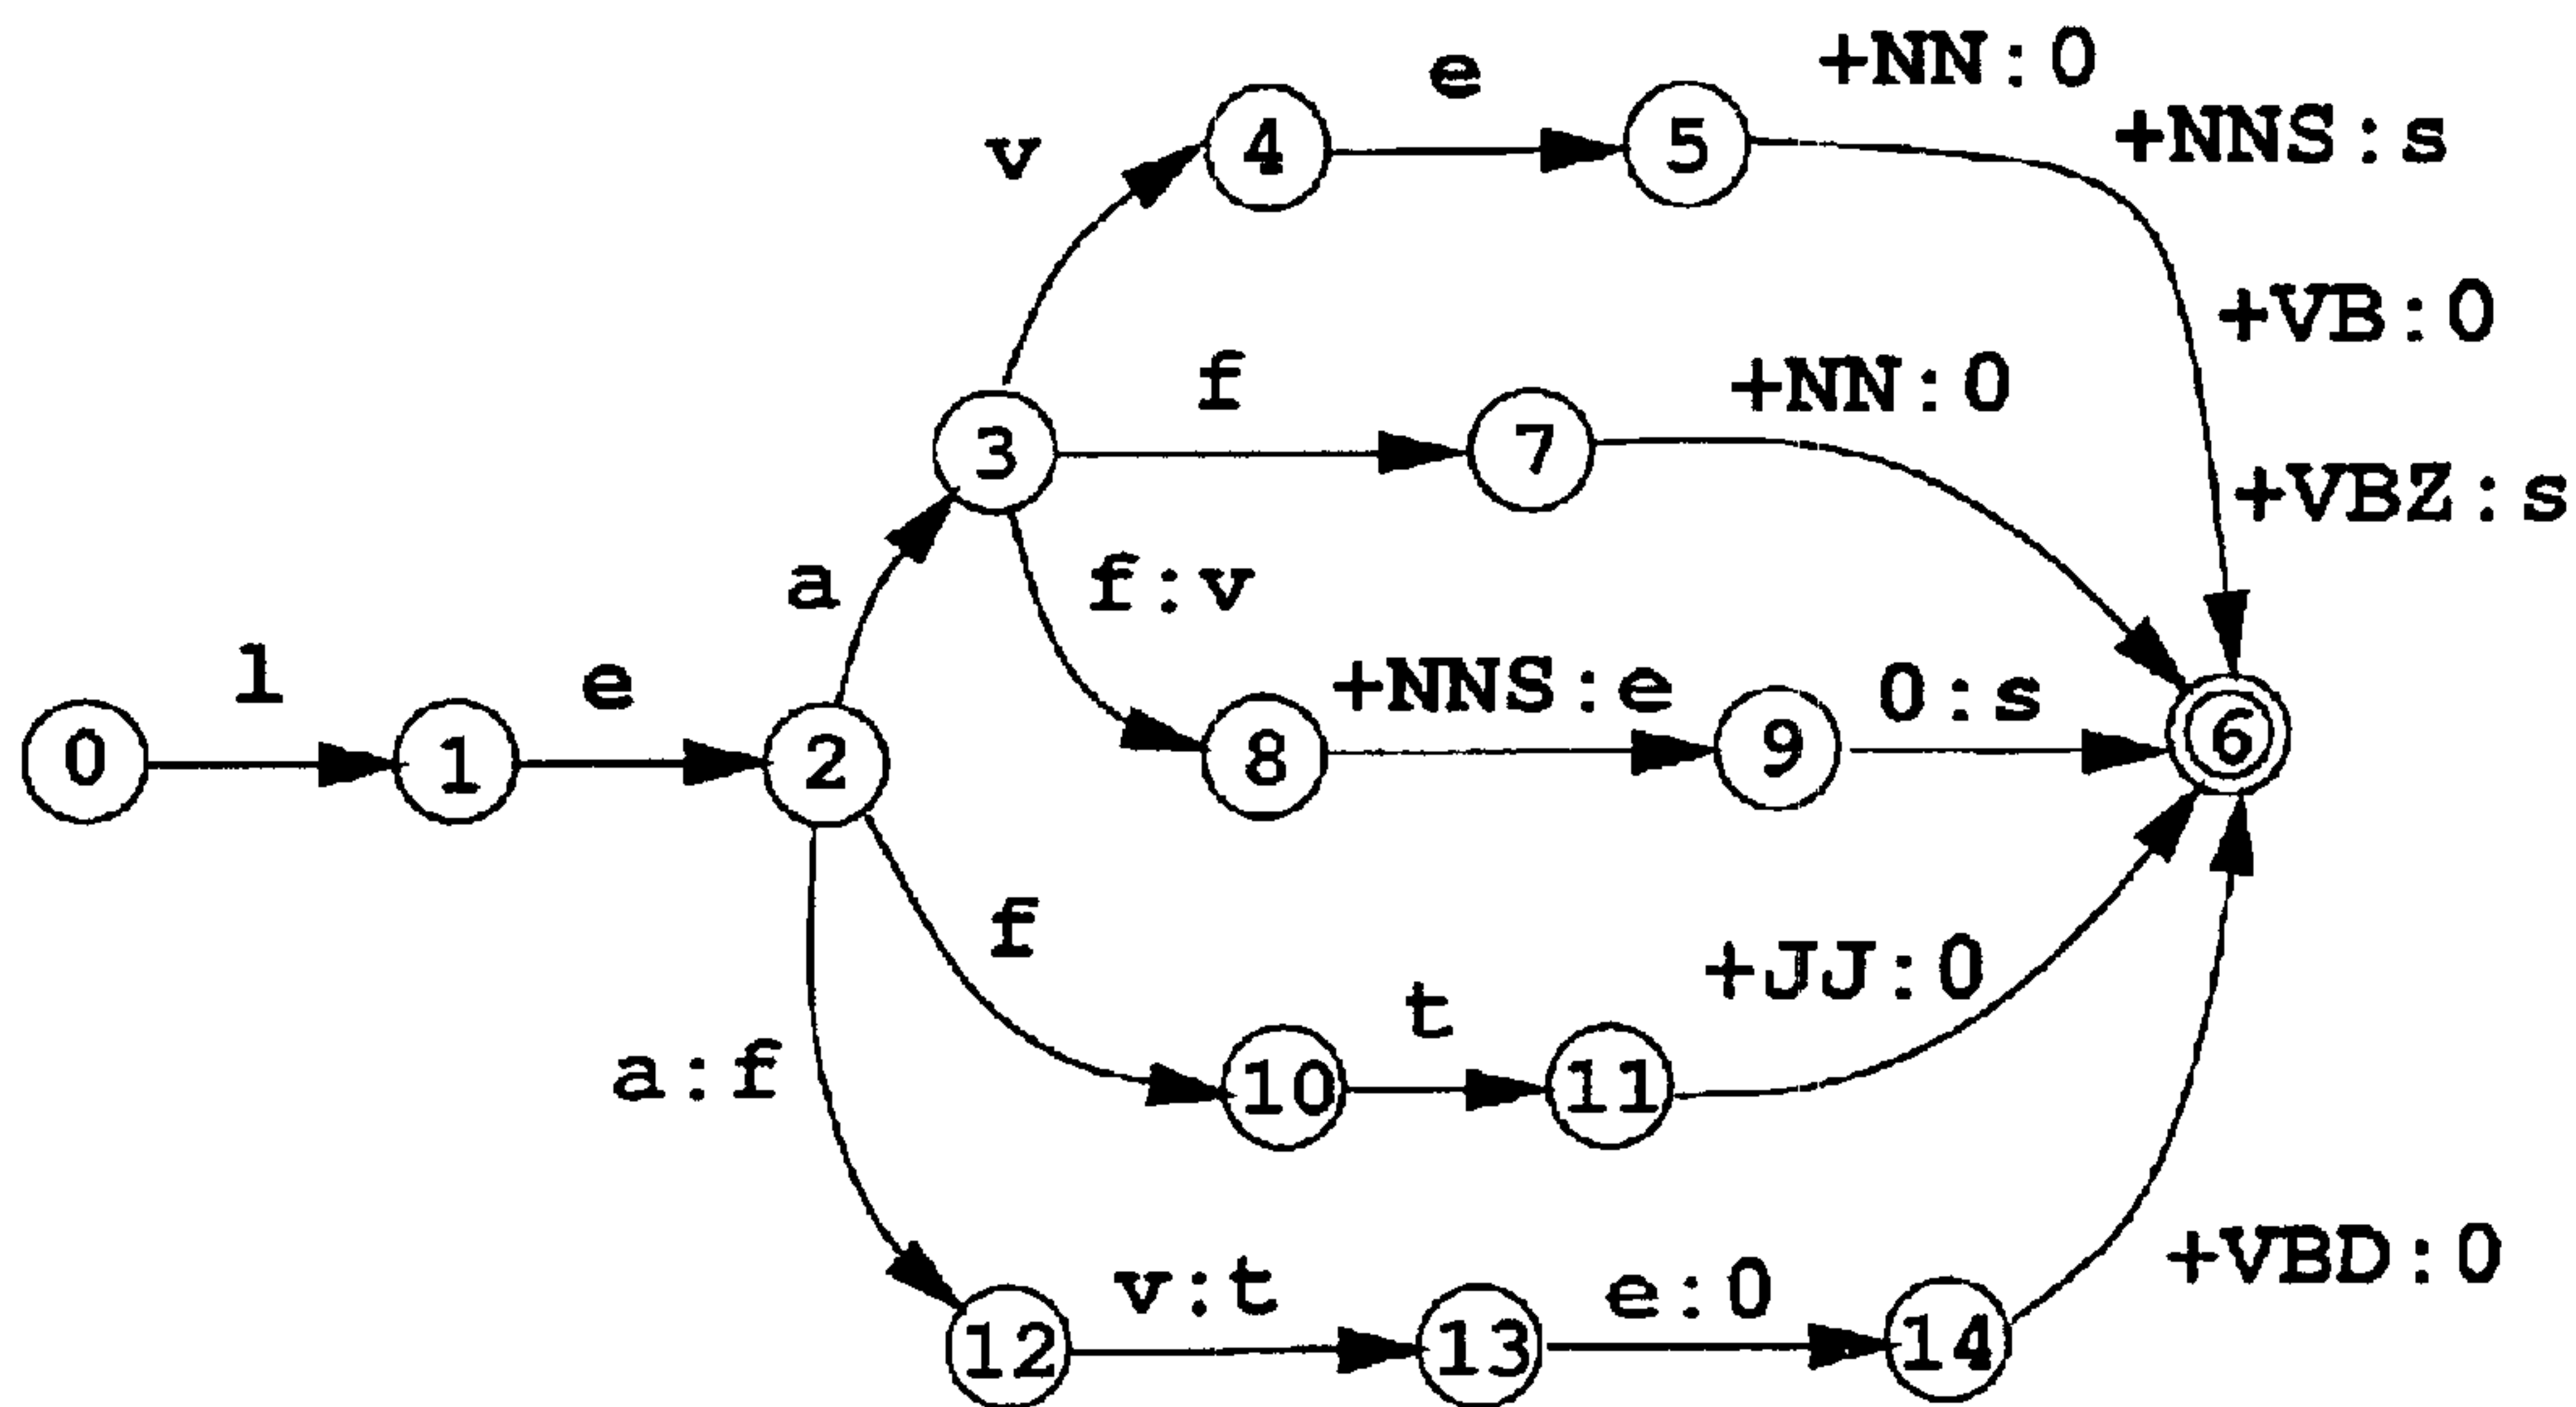 e
+NN:0
+NNS:s
v
4
5
+VB:0
f
+NN:0
3
7
+VBZ:s
a
f:v
l
e
+NNS:e
0:s
0
1
2
8
9
6
f
+JJ:0
t
a:f
10
11
v:t
e:0
+VBD:0
12
13
14